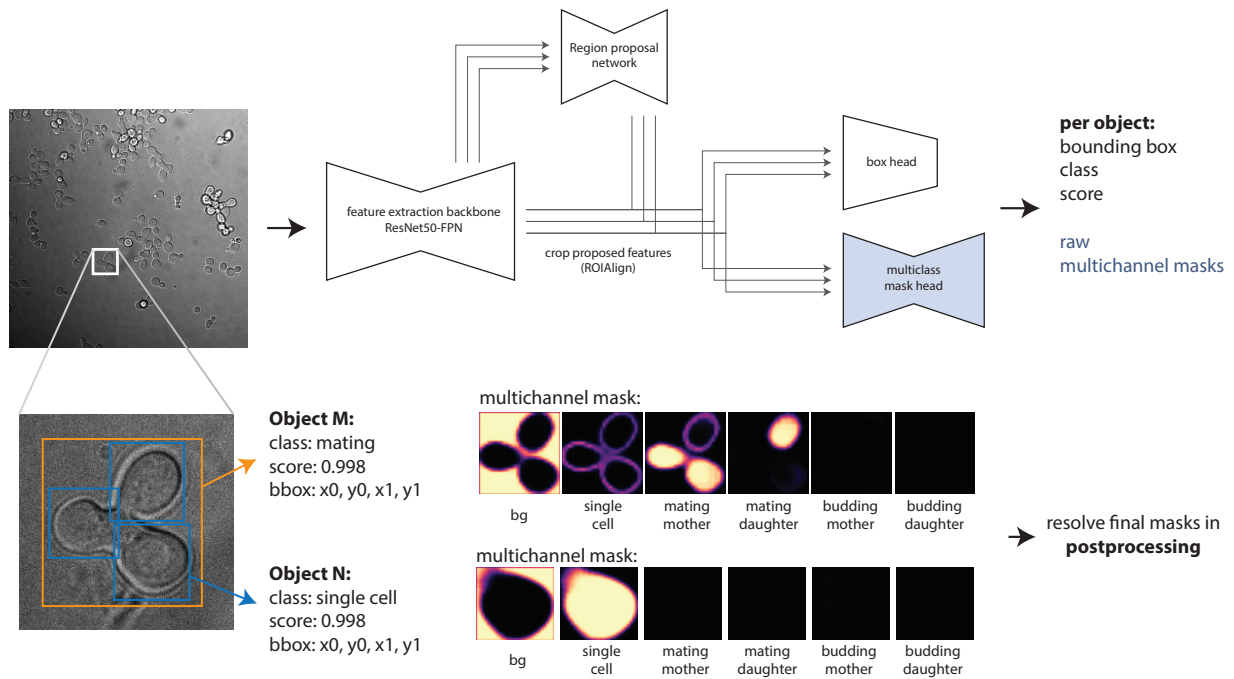 Region proposal
network
feature extraction backbone
ResNet50-FPN
crop proposed features
(ROIAlign)
box head
multiclass
mask head
per object:
bounding box
class
score
raw
multichannel masks
Object M:
class: mating
score: 0.998
bbox: x0, y0, x1, y1
multichannel mask:
bg
single
cell
mating
mother
mating
daughter
budding
mother
budding
daughter
Object N:
class: single cell
score: 0.998
bbox: x0, y0, x1, y1
multichannel mask:
bg
single
cell
mating
mother
mating
daughter
budding
mother
budding
daughter
resolve final masks in
postprocessing